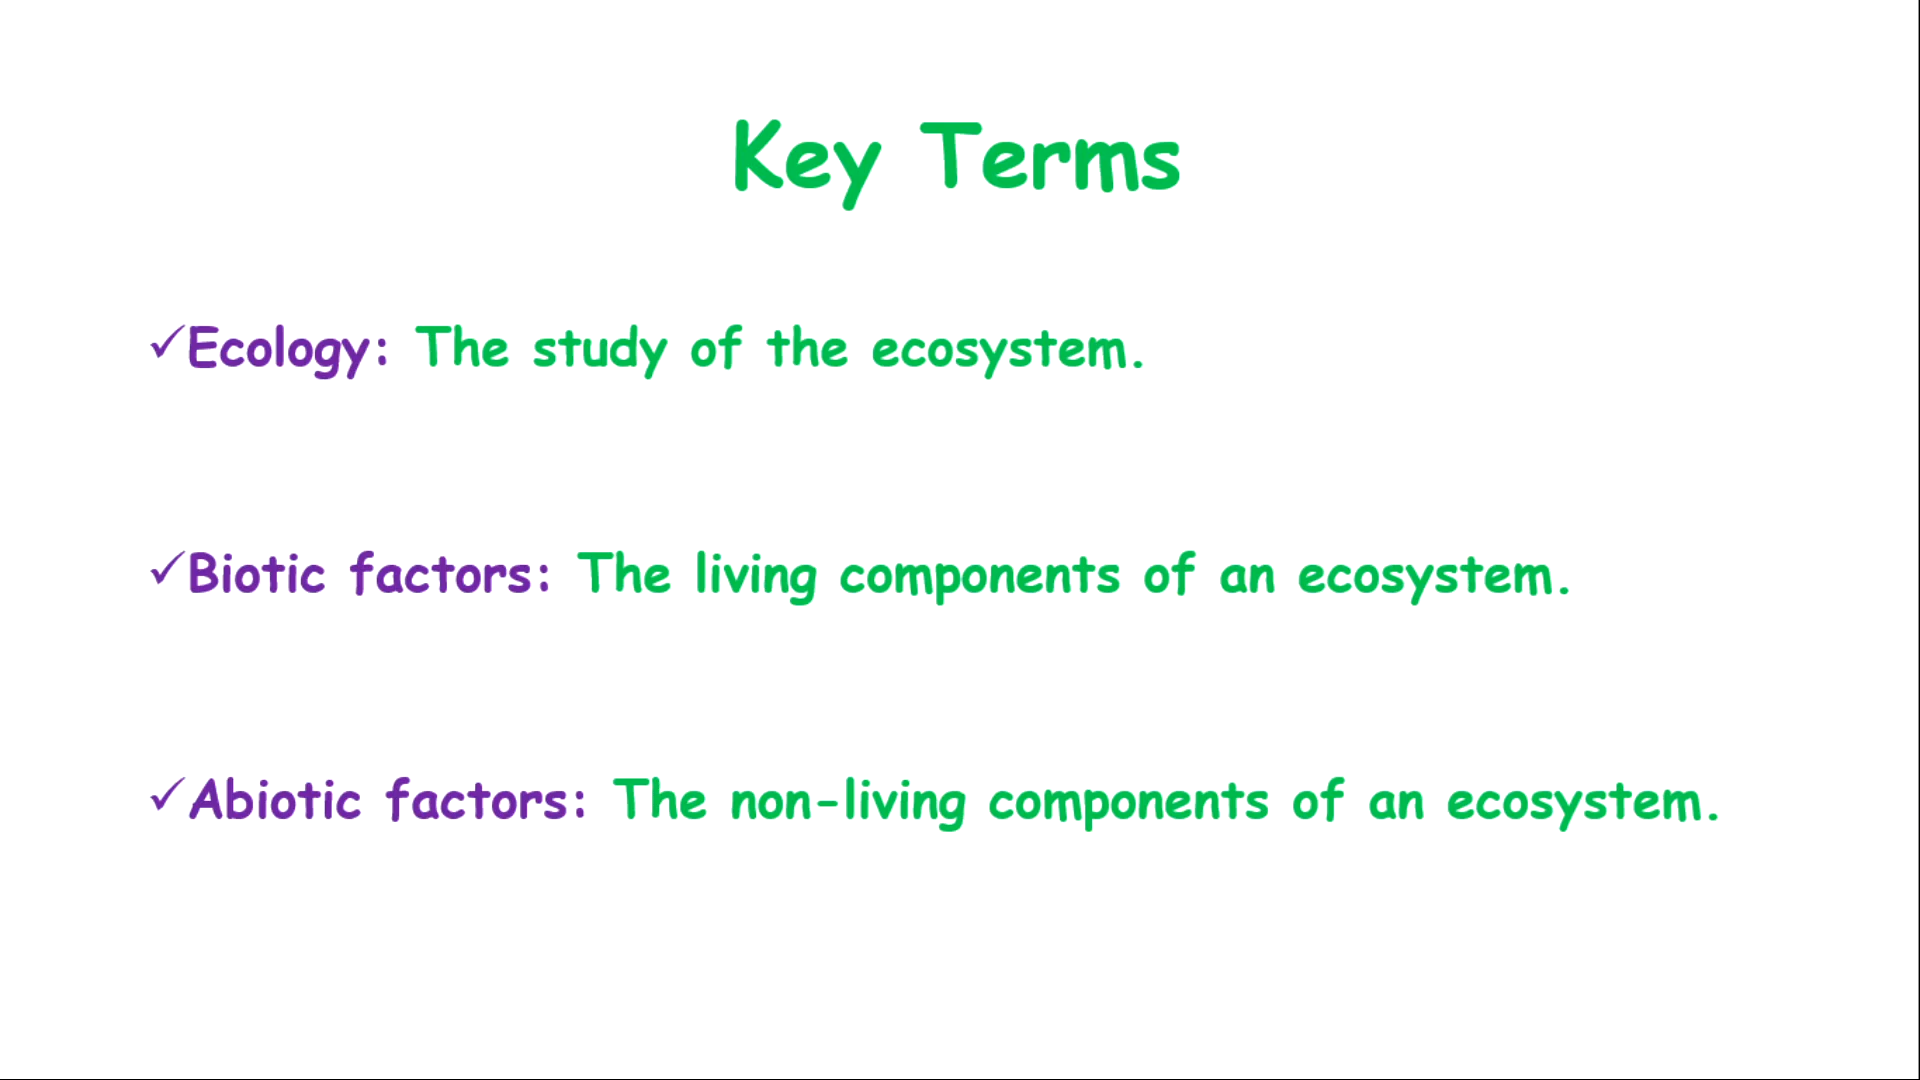 Key Terms
✓Ecology: The study of the ecosystem.
✓Biotic factors: The living components of an ecosystem.
✓Abiotic factors: The non-living components of an ecosystem.